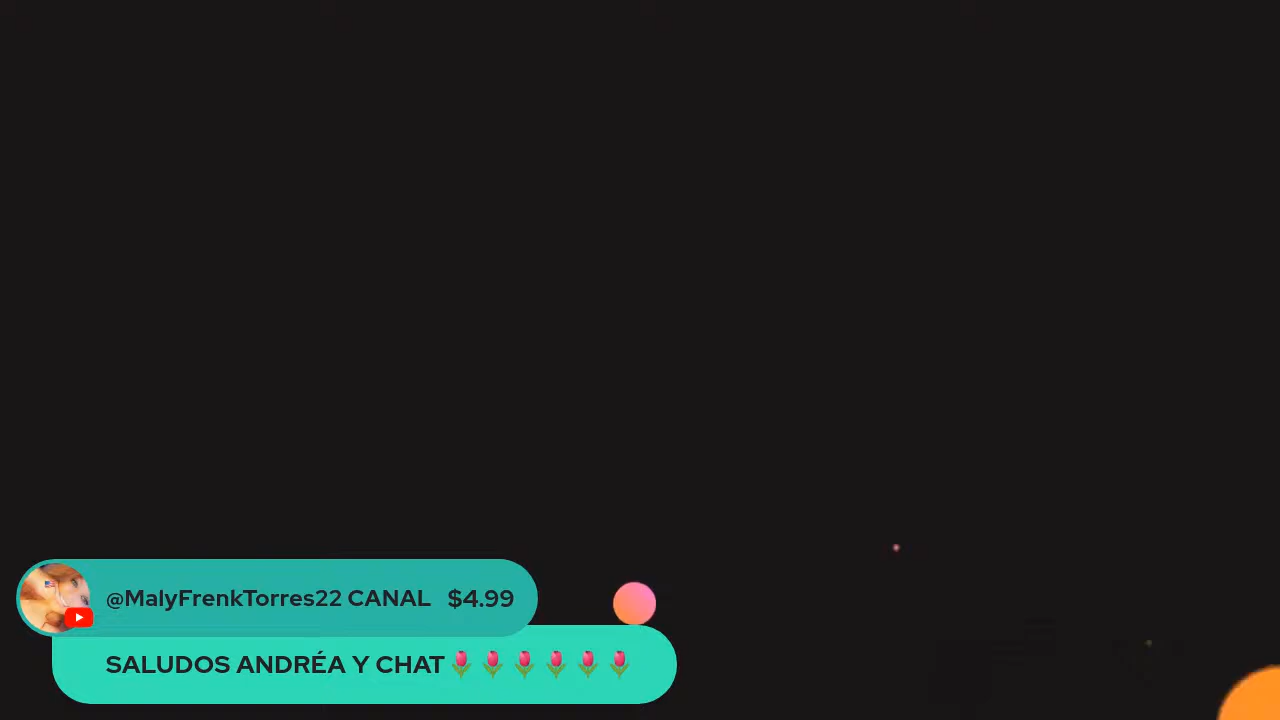 @MalyFrenkTorres22 CANAL $4.99
SALUDOS ANDRÉA Y CHAT🌷🌷🌷🌷🌷🌷